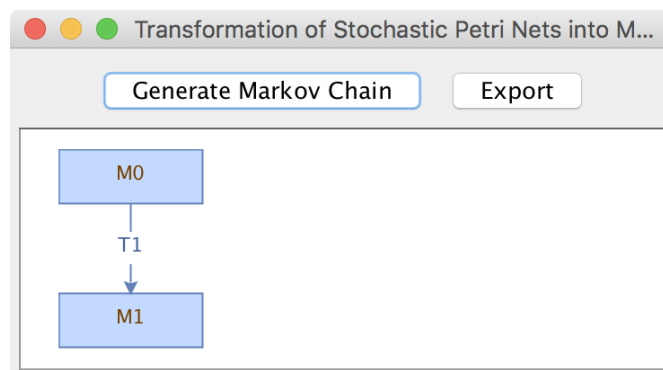 Transformation of Stochastic Petri Nets into M...
Generate Markov Chain Export
M0
T1
M1